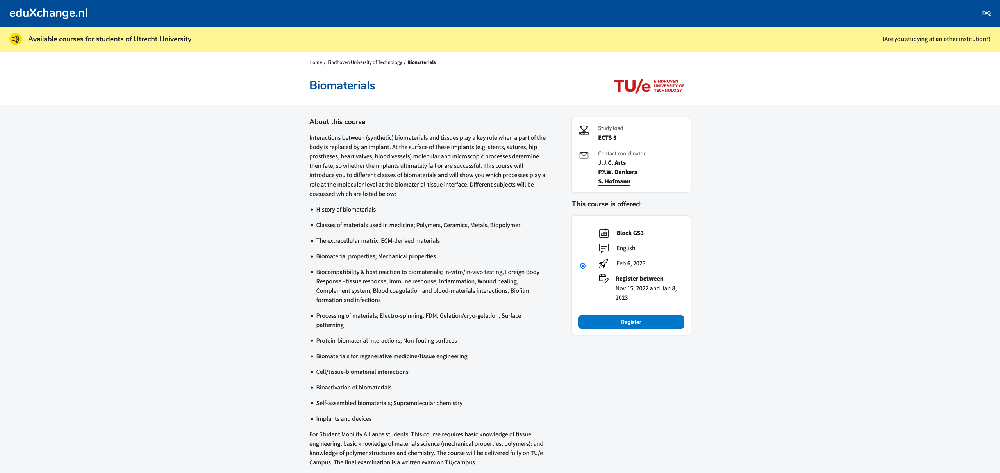 eduXchange.nl
FAQ
Available courses for students of Utrecht University
(Are you studying at an other institution?)
Home / Eindhoven University of Technology / Biomaterials
Biomaterials
TU/e EINDHOVEN
UNIVERSITY OF
TECHNOLOGY
About this course
Interactions between (synthetic) biomaterials and tissues play a key role when a part of the
body is replaced by an implant. At the surface of these implants (e.g. stents, sutures, hip
prostheses, heart valves, blood vessels) molecular and microscopic processes determine
their fate, so whether the implants ultimately fail or are successful. This course will
introduce you to different classes of biomaterials and will show you which processes play a
role at the molecular level at the biomaterial-tissue interface. Different subjects will be
discussed which are listed below:
• History of biomaterials
• Classes of materials used in medicine; Polymers, Ceramics, Metals, Biopolymer
• The extracellular matrix; ECM-derived materials
• Biomaterial properties; Mechanical properties
• Biocompatibility & host reaction to biomaterials; In-vitro/in-vivo testing, Foreign Body
Response - tissue response, Immune response, Inflammation, Wound healing,
Complement system, Blood coagulation and blood-materials interactions, Biofilm
formation and infections
• Processing of materials; Electro-spinning, FDM, Gelation/cryo-gelation, Surface
patterning
• Protein-biomaterial interactions; Non-fouling surfaces
• Biomaterials for regenerative medicine/tissue engineering
• Cell/tissue-biomaterial interactions
• Bioactivation of biomaterials
• Self-assembled biomaterials; Supramolecular chemistry
• Implants and devices
For Student Mobility Alliance students: This course requires basic knowledge of tissue
engineering, basic knowledge of materials science (mechanical properties, polymers); and
knowledge of polymer structures and chemistry. The course will be delivered fully on TU/e
Campus. The final examination is a written exam on TU/campus.
Study load
ECTS 5
Contact coordinator
J.J.C. Arts
P.Y.W. Dankers
S. Hofmann
This course is offered:
Block GS3
English
Feb 6, 2023
Register between
Nov 15, 2022 and Jan 8,
2023
Register